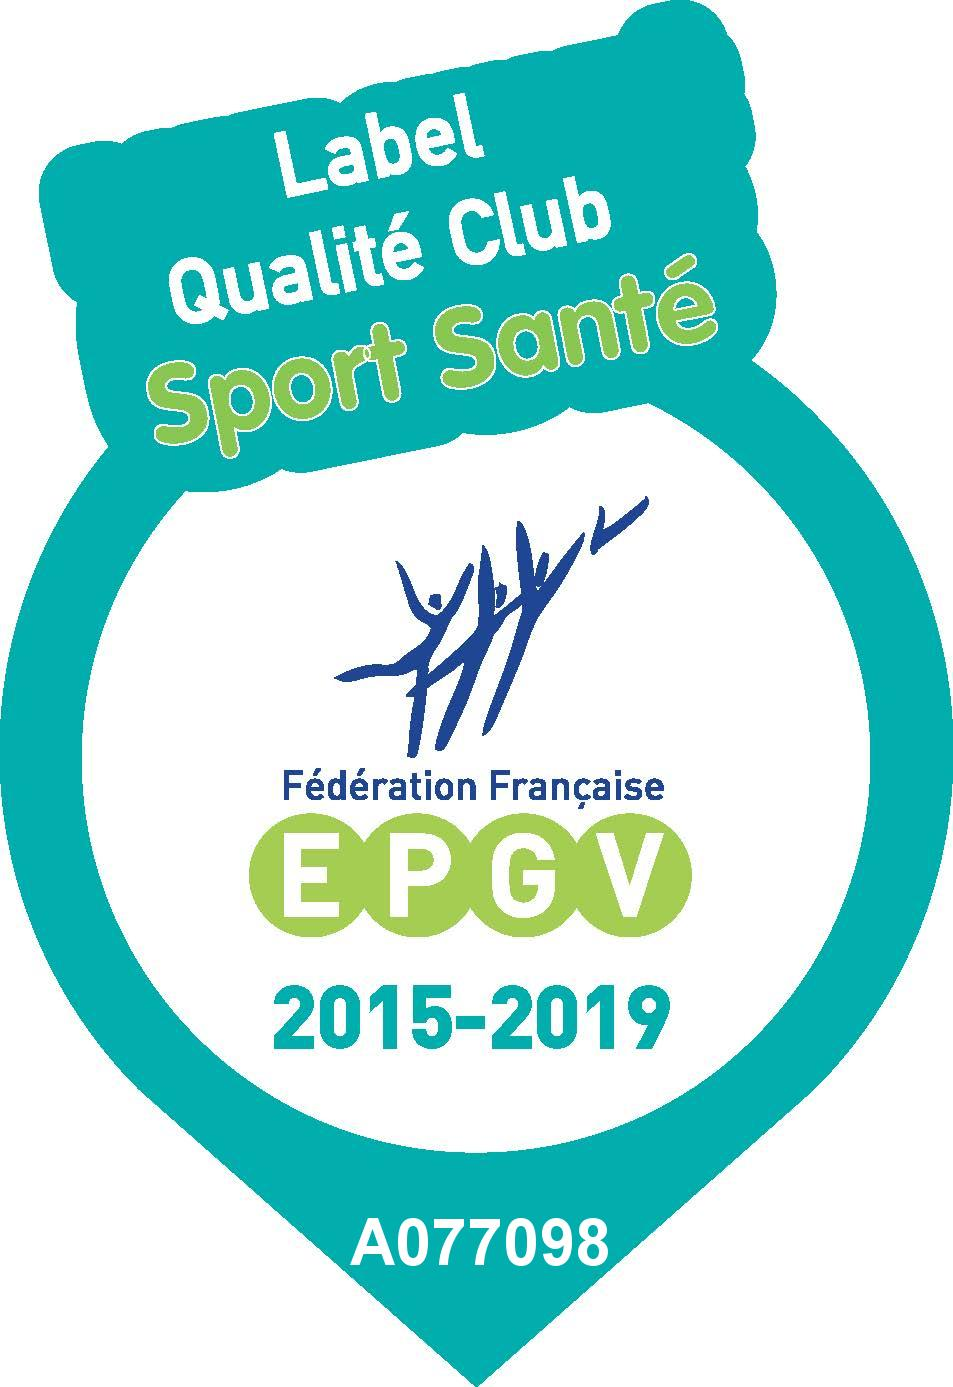 Label
Qualité Club
Sport Santé
Fédération Française
EPGV
2015-2019
A077098